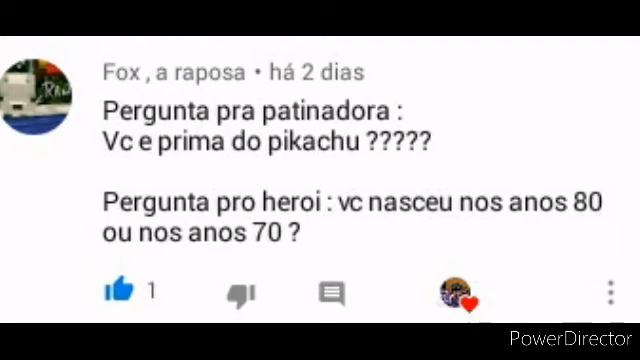 Fox , a raposa • há 2 dias
Pergunta pra patinadora :
Vc e prima do pikachu ?????
Pergunta pro heroi : vc nasceu nos anos 80
ou nos anos 70 ?
1
PowerDirector